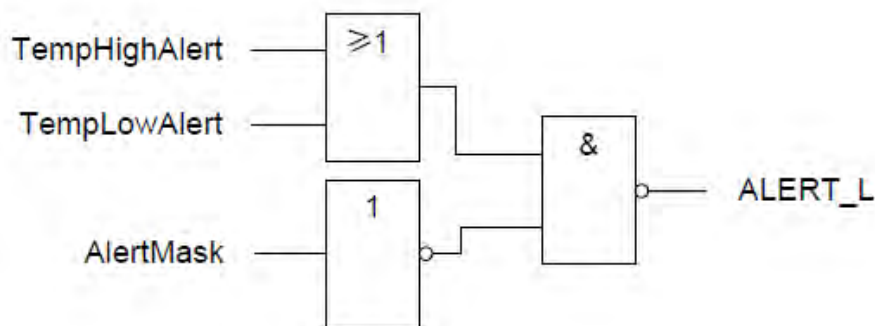 TempHighAlert
≥1
TempLowAlert
&
ALERT_L
1
AlertMask